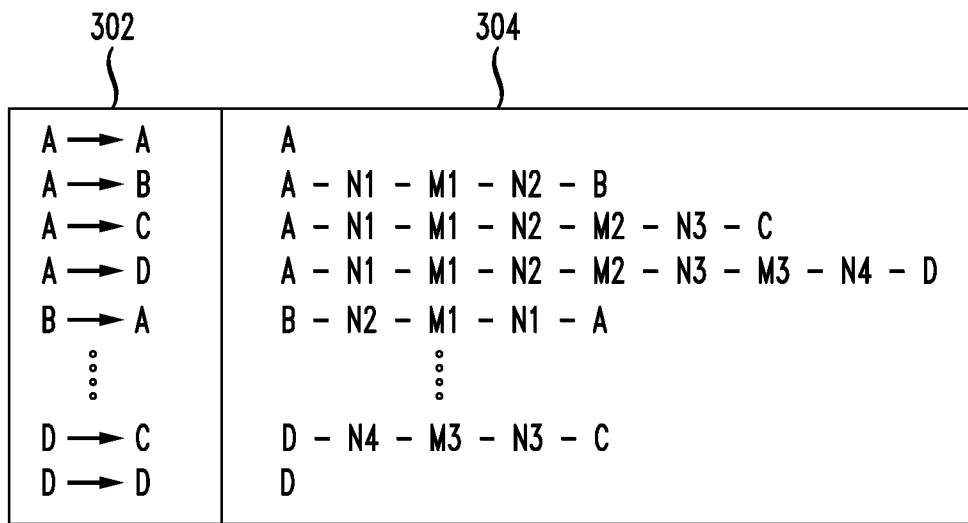 302 304
A → A A
A → B A – N1 – M1 – N2 – B
A → C A – N1 – M1 – N2 – M2 – N3 – C
A → D A – N1 – M1 – N2 – M2 – N3 – M3 – N4 – D
B → A B – N2 – M1 – N1 – A
D → C D – N4 – M3 – N3 – C
D → D D